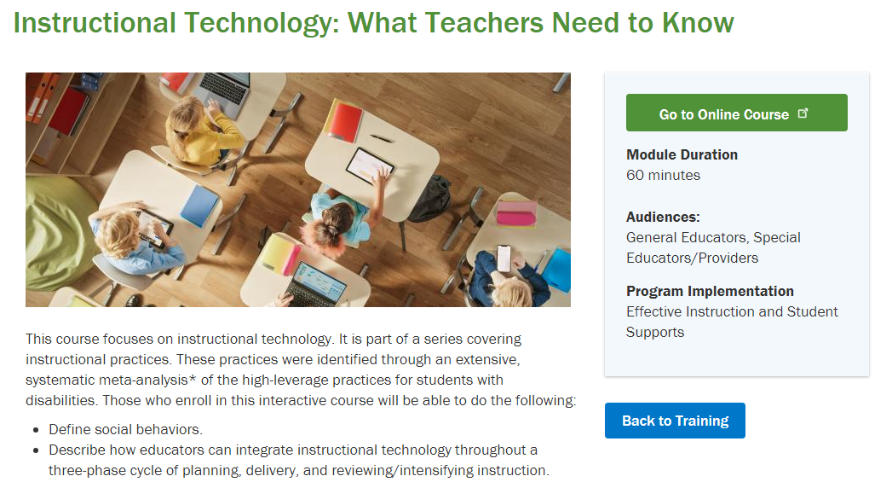 Instructional Technology: What Teachers Need to Know
Go to Online Course
Module Duration
60 minutes
Audiences:
General Educators, Special
Educators/Providers
Program Implementation
Effective Instruction and Student
Supports
This course focuses on instructional technology. It is part of a series covering
instructional practices. These practices were identified through an extensive,
systematic meta-analysis* of the high-leverage practices for students with
disabilities. Those who enroll in this interactive course will be able to do the following:
• Define social behaviors.
• Describe how educators can integrate instructional technology throughout a
three-phase cycle of planning, delivery, and reviewing/intensifying instruction.
Back to Training